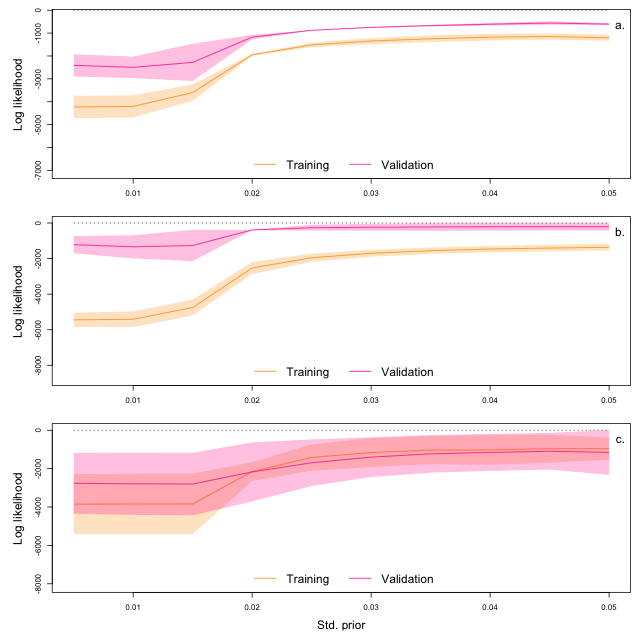 a.
0
-1000
-3000
-5000
-7000
Log likelihood
Training
Validation
0.01 0.02 0.03 0.04 0.05
b.
0
-2000
-4000
-6000
-8000
Log likelihood
Training
Validation
0.01 0.02 0.03 0.04 0.05
c.
0
-2000
-4000
-6000
-8000
Log likelihood
Training
Validation
0.01 0.02 0.03 0.04 0.05
Std. prior